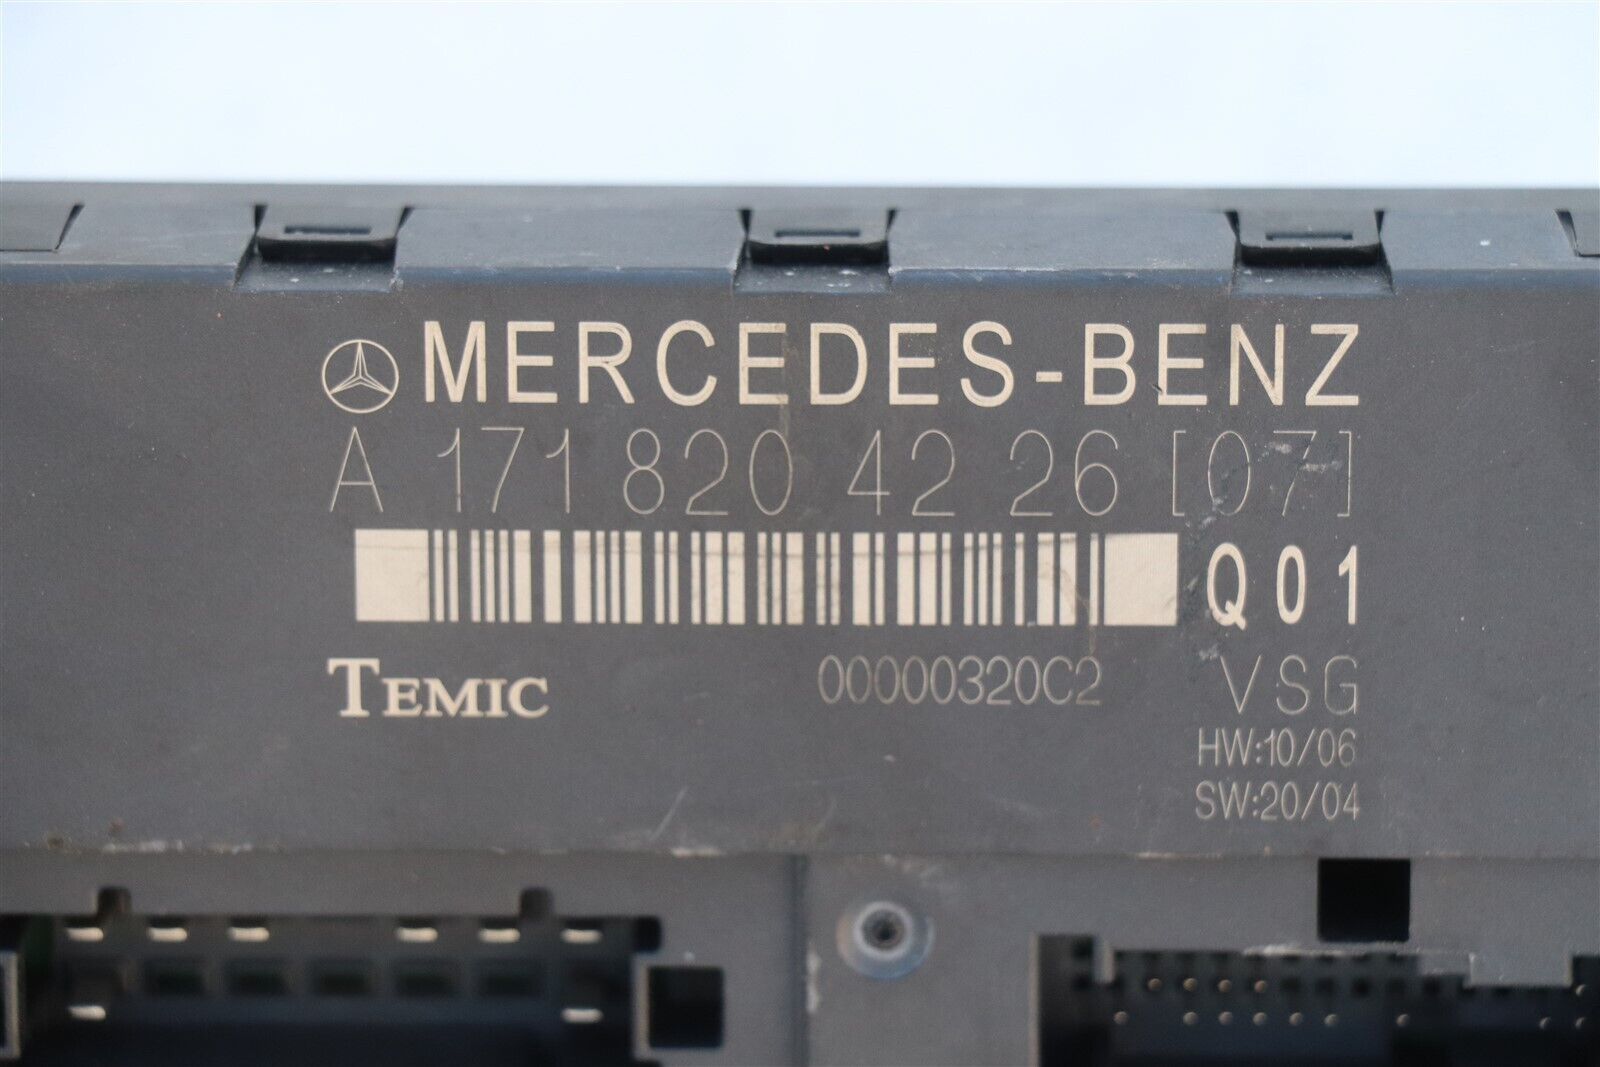 MERCEDES-BENZ
A 171 820 42 26 [07]
Q01
TEMIC 00000320C2 VSG
HW:10/06
SW:20/04